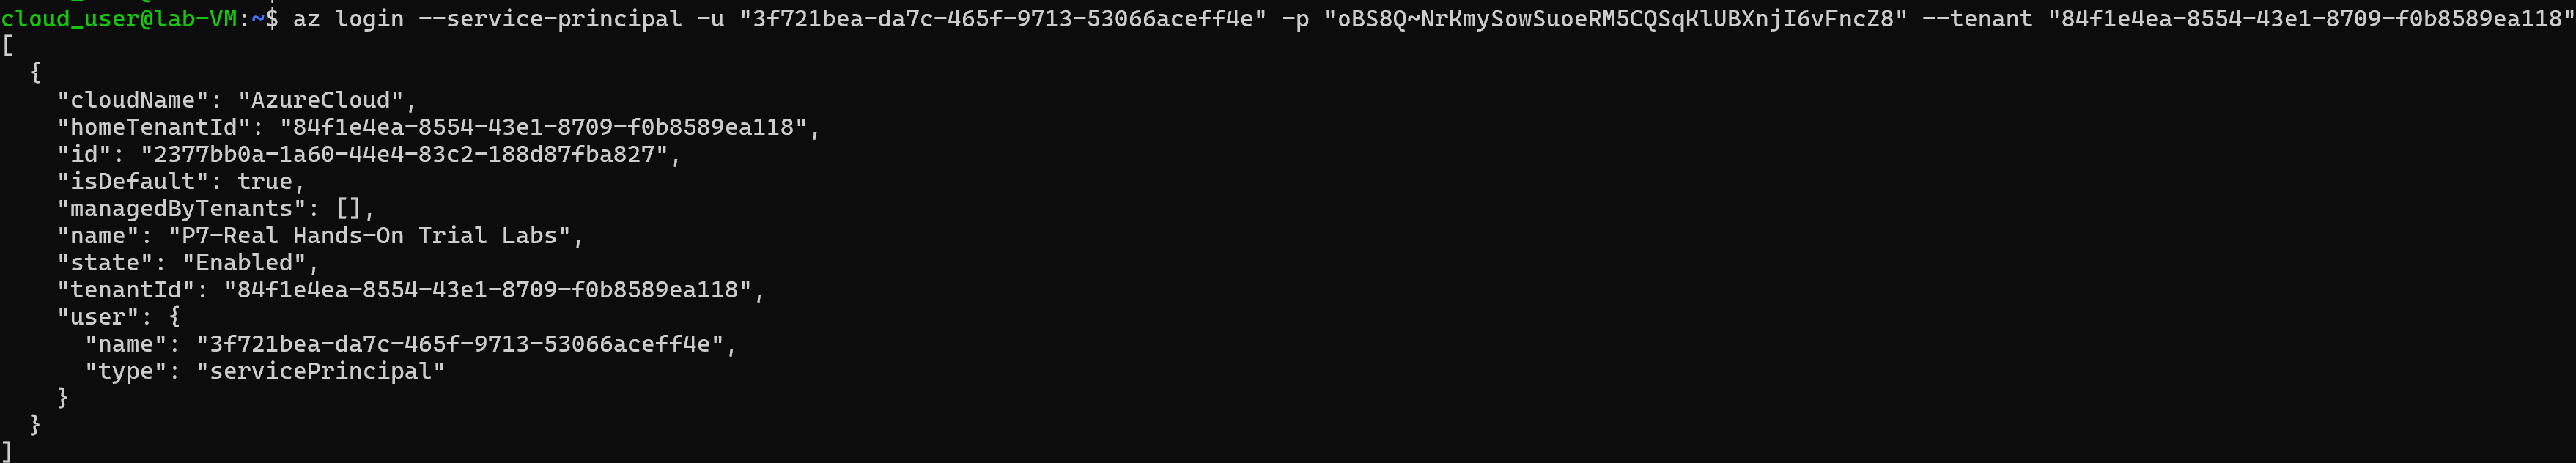 cloud_user@lab-VM:~$ az login --service-principal -u "3f721bea-da7c-465f-9713-53066aceff4e" -p "oBS8Q~NrKmySowSuoeRM5CQSqKlUBXnjI6vFncZ8" --tenant "84f1e4ea-8554-43e1-8709-f0b8589ea118"
[
  {
    "cloudName": "AzureCloud",
    "homeTenantId": "84f1e4ea-8554-43e1-8709-f0b8589ea118",
    "id": "2377bb0a-1a60-44e4-83c2-188d87fba827",
    "isDefault": true,
    "managedByTenants": [],
    "name": "P7-Real Hands-On Trial Labs",
    "state": "Enabled",
    "tenantId": "84f1e4ea-8554-43e1-8709-f0b8589ea118",
    "user": {
      "name": "3f721bea-da7c-465f-9713-53066aceff4e",
      "type": "servicePrincipal"
    }
  }
]